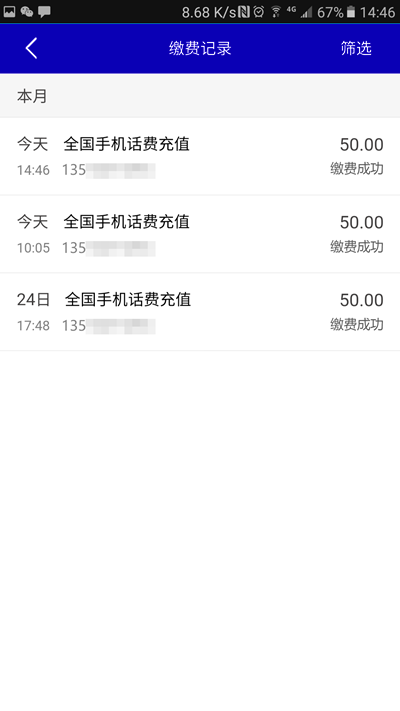 8.68 K/s 4G 67% 14:46
缴费记录 筛选
本月
今天 全国手机话费充值 50.00
14:46 135 缴费成功
今天 全国手机话费充值 50.00
10:05 135 缴费成功
24日 全国手机话费充值 50.00
17:48 135 缴费成功